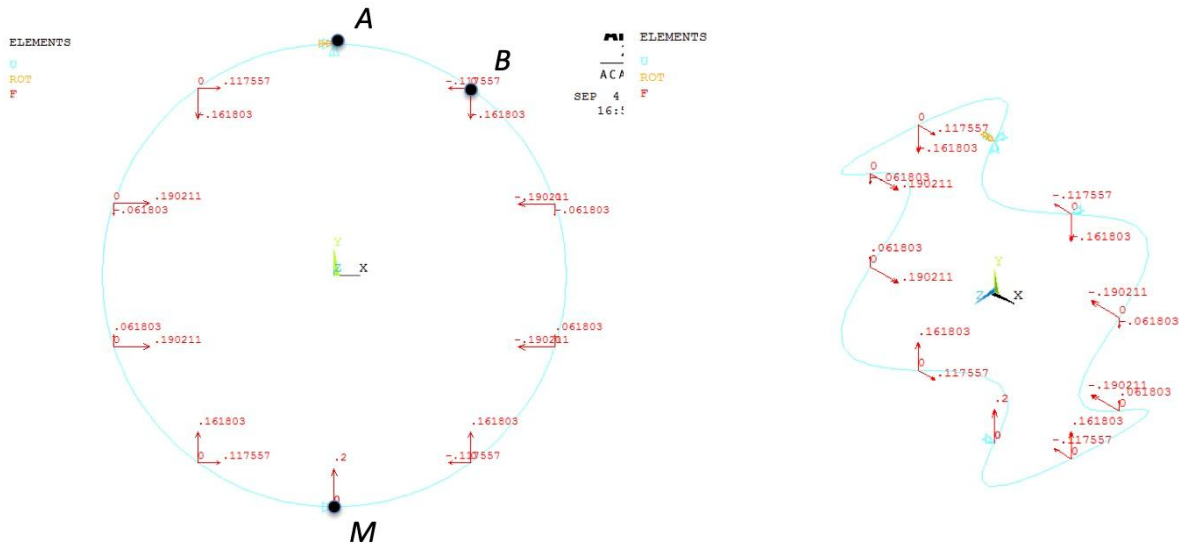 A
ELEMENTS
U
ROT
F
B
0
.117557
-.161803
-.117557
-.161803
ACA
SEP 4
ELEMENTS
U
ROT
F
0
.190211
-.061803
-.190211
-.061803
Y
Z X
.061803
0
.190211
.061803
-.190211
.161803
0
.117557
.2
0
.161803
-.117557
M
0
.117557
-.161803
0
-.061803
.190211
-.117557
0
-.161803
.061803
0
.190211
Y
Z
X
-.190211
0
-.061803
.161803
0
.117557
-.190211
.061803
0
.2
0
.161803
-.117557
0